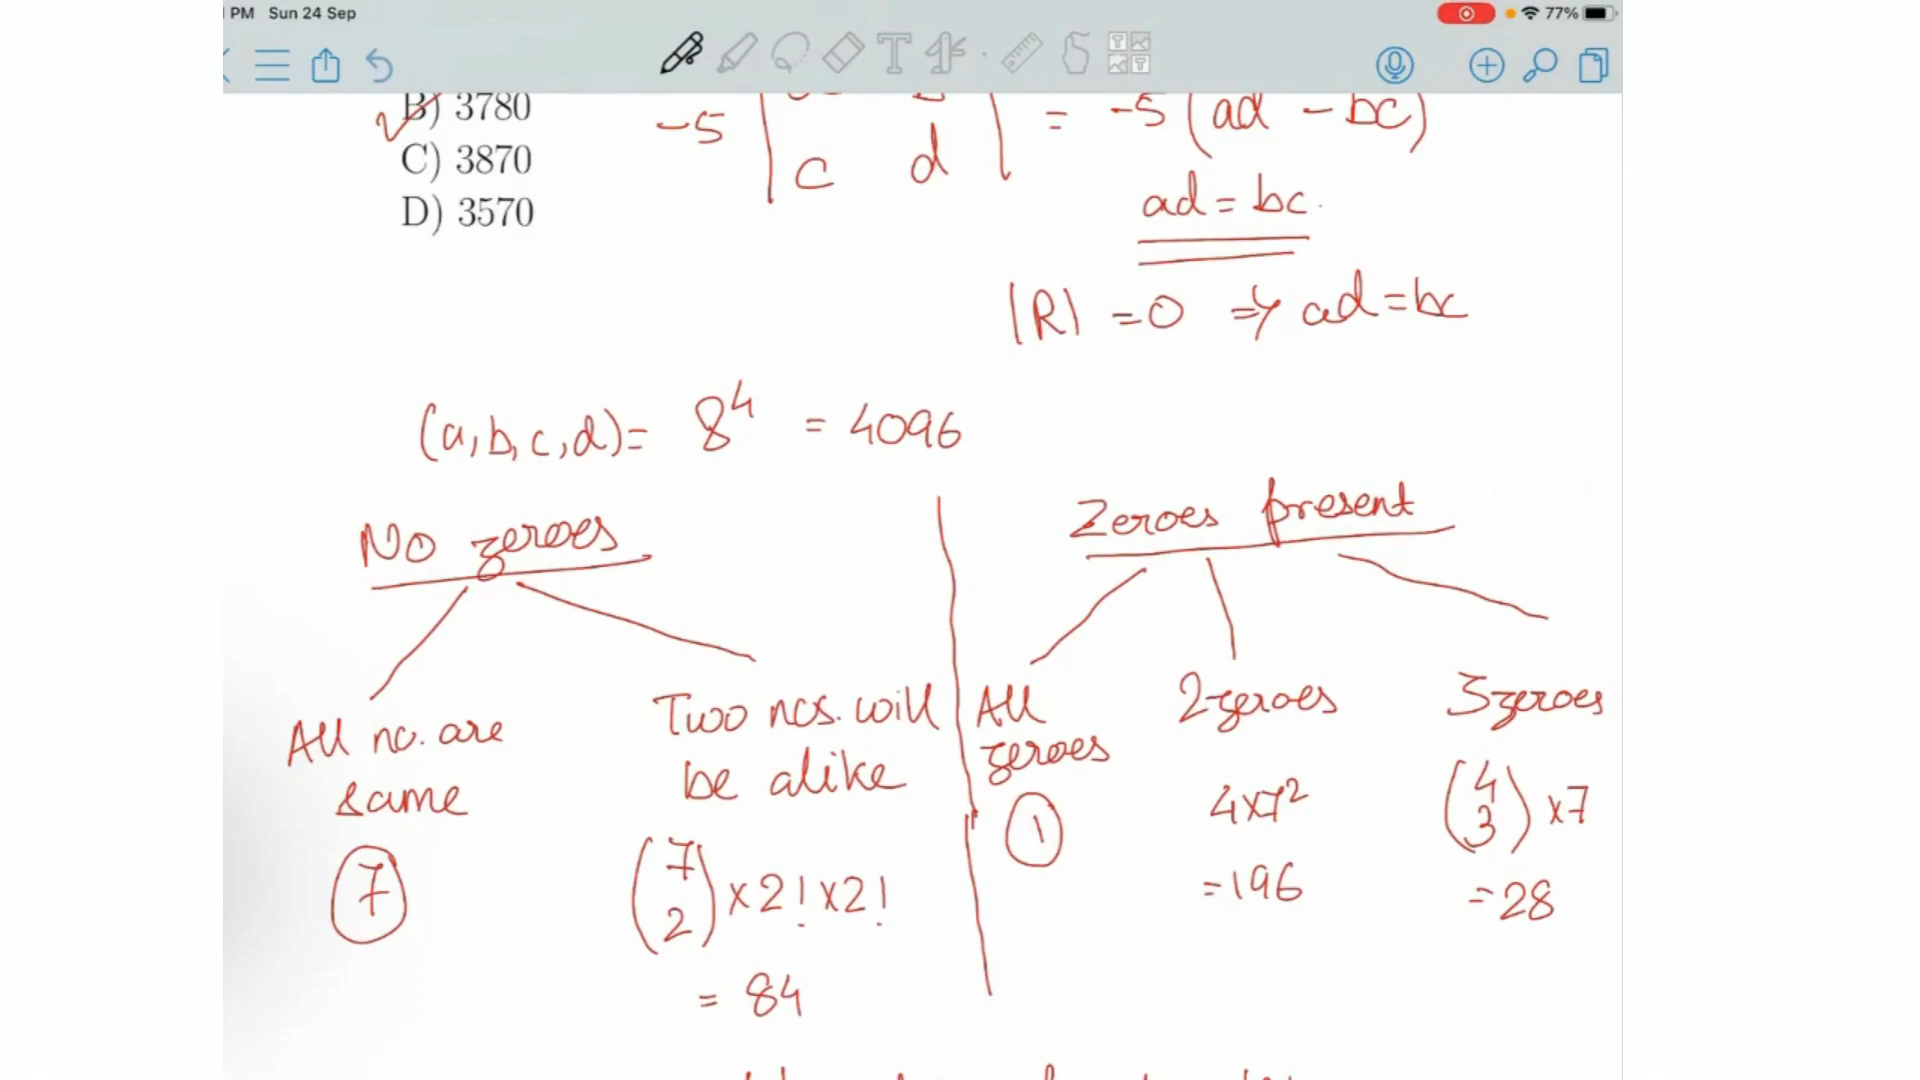 PM Sun 24 Sep
77%
B) 3780
C) 3870
D) 3570
-5 | c d | = -5 (ad - bc)
ad = bc.
|R| = 0 => ad = bc
(a, b, c, d) = 8⁴ = 4096
No zeroes
Zeroes present
All no. are same
7
Two nos. will be alike
(7 2) x 2! x 2!
= 84
All zeroes
1
2 zeroes
4x7²
= 196
3 zeroes
(4 3) x 7
= 28